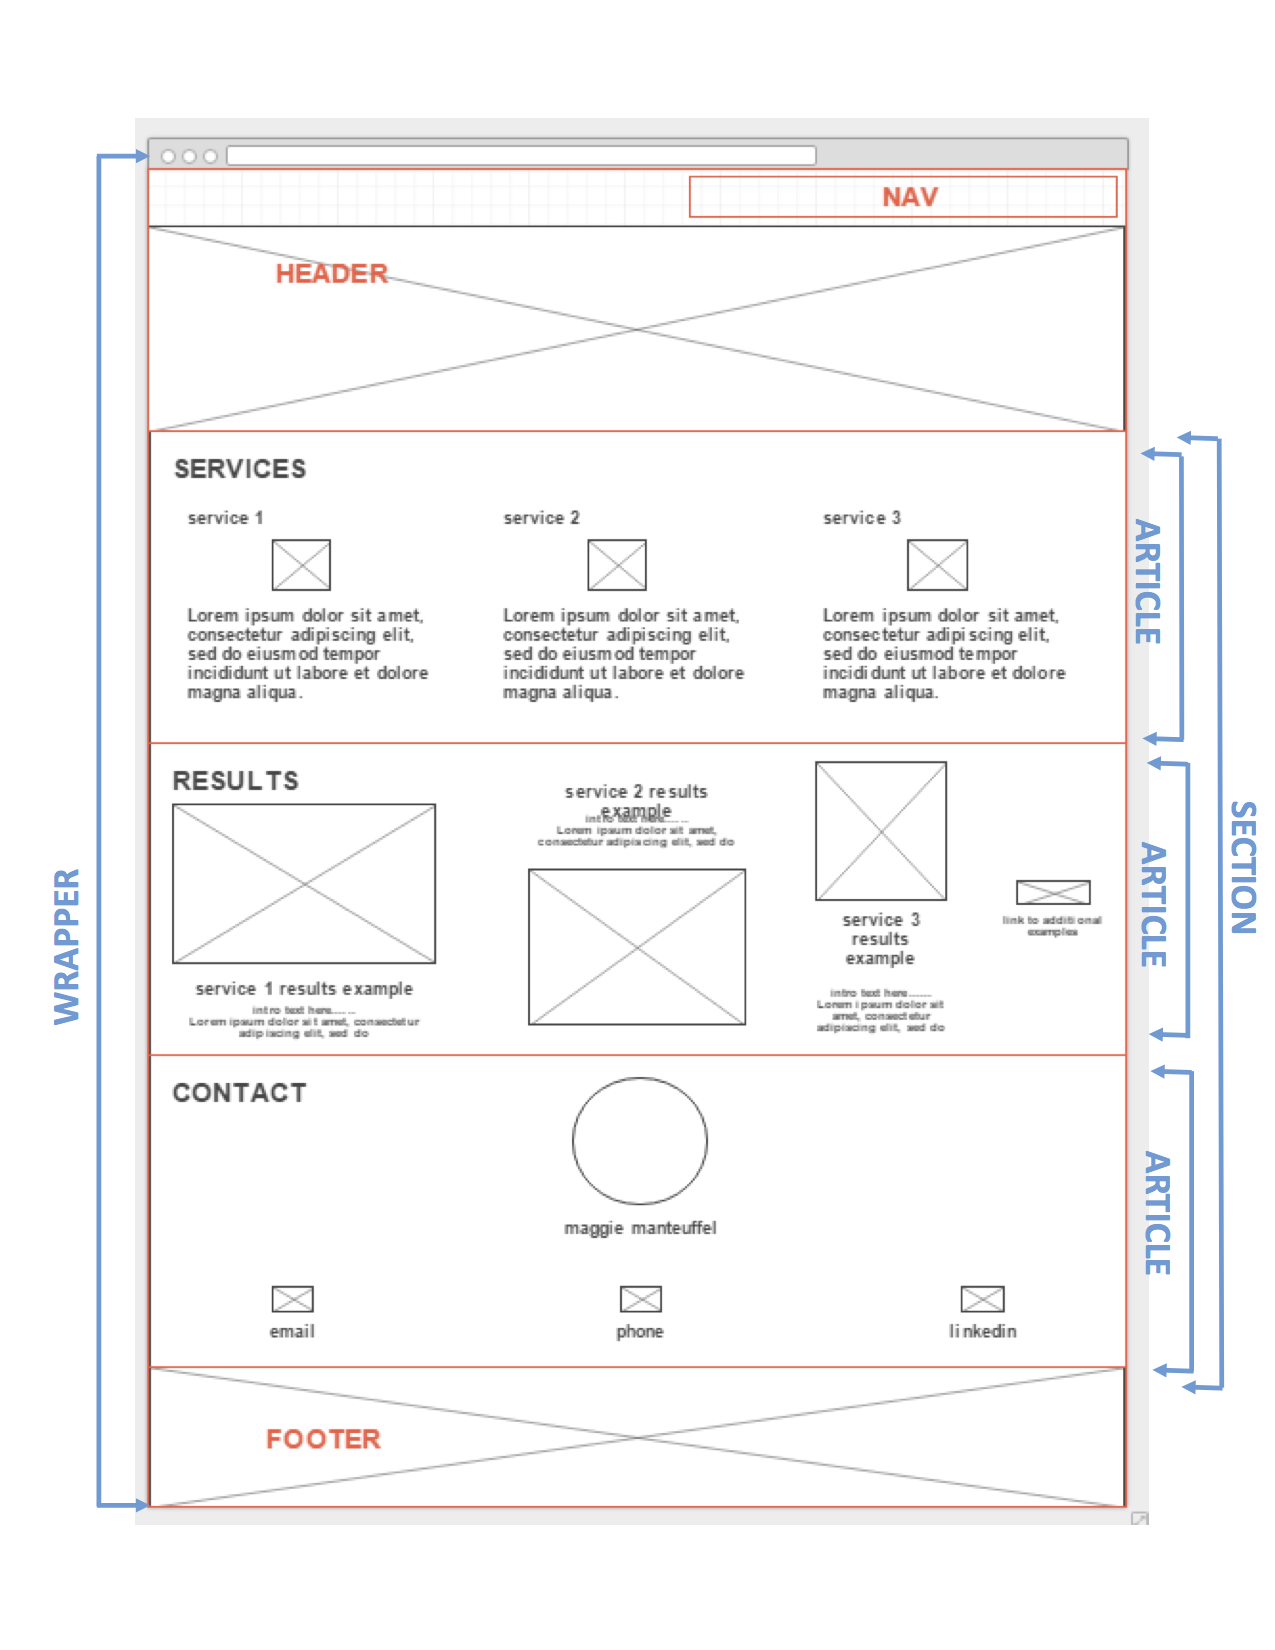 NAV
HEADER
SERVICES
service 1
Lorem ipsum dolor sit amet,
consectetur adipiscing elit,
sed do eiusmod tempor
incididunt ut labore et dolore
magna aliqua.
service 2
Lorem ipsum dolor sit amet,
consectetur adipiscing elit,
sed do eiusmod tempor
incididunt ut labore et dolore
magna aliqua.
service 3
Lorem ipsum dolor sit amet,
consectetur adipiscing elit,
sed do eiusmod tempor
incididunt ut labore et dolore
magna aliqua.
ARTICLE
RESULTS
service 1 results example
intro text here......
Lorem ipsum dolor sit amet, consectetur
adipiscing elit, sed do
service 2 results
example
intro text here......
Lorem ipsum dolor sit amet,
consectetur adipiscing elit, sed do
service 3
results
example
intro text here......
Lorem ipsum dolor sit
amet, consectetur
adipiscing elit, sed do
link to additional
examples
ARTICLE
SECTION
WRAPPER
CONTACT
maggie manteuffel
email
phone
linkedin
ARTICLE
FOOTER